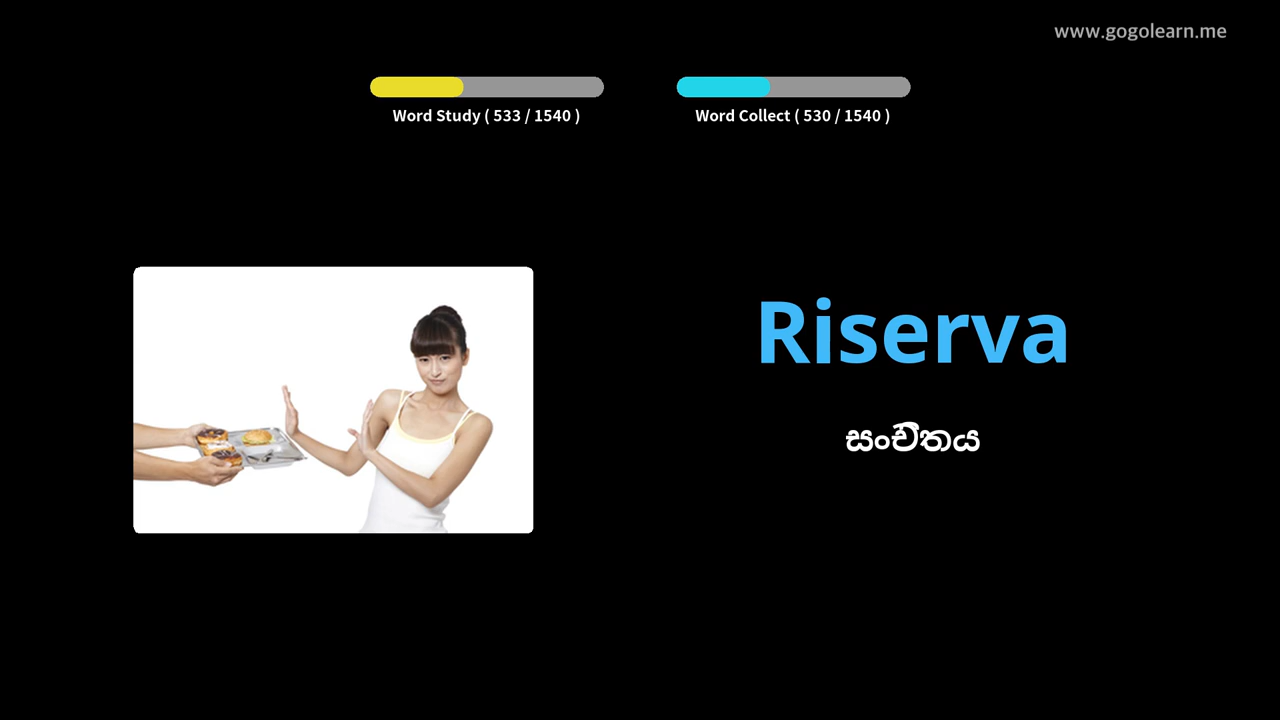 www.gogolearn.me
Word Study ( 533 / 1540 )
Word Collect ( 530 / 1540 )
Riserva
සංචිතය